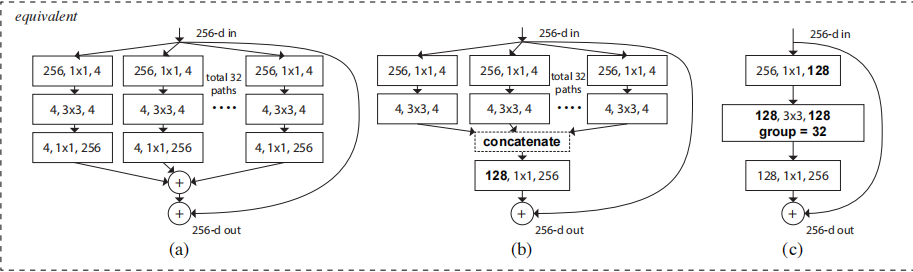 equivalent
256-d in
256, 1x1, 4
256, 1x1, 4
256, 1x1, 4
total 32
paths
....
4, 3x3, 4
4, 3x3, 4
4, 3x3, 4
4, 1x1, 256
4, 1x1, 256
4, 1x1, 256
+
+
256-d out
(a)
256-d in
256, 1x1, 4
256, 1x1, 4
256, 1x1, 4
total 32
paths
....
4, 3x3, 4
4, 3x3, 4
4, 3x3, 4
concatenate
128, 1x1, 256
+
256-d out
(b)
256-d in
256, 1x1, 128
128, 3x3, 128
group = 32
128, 1x1, 256
+
256-d out
(c)